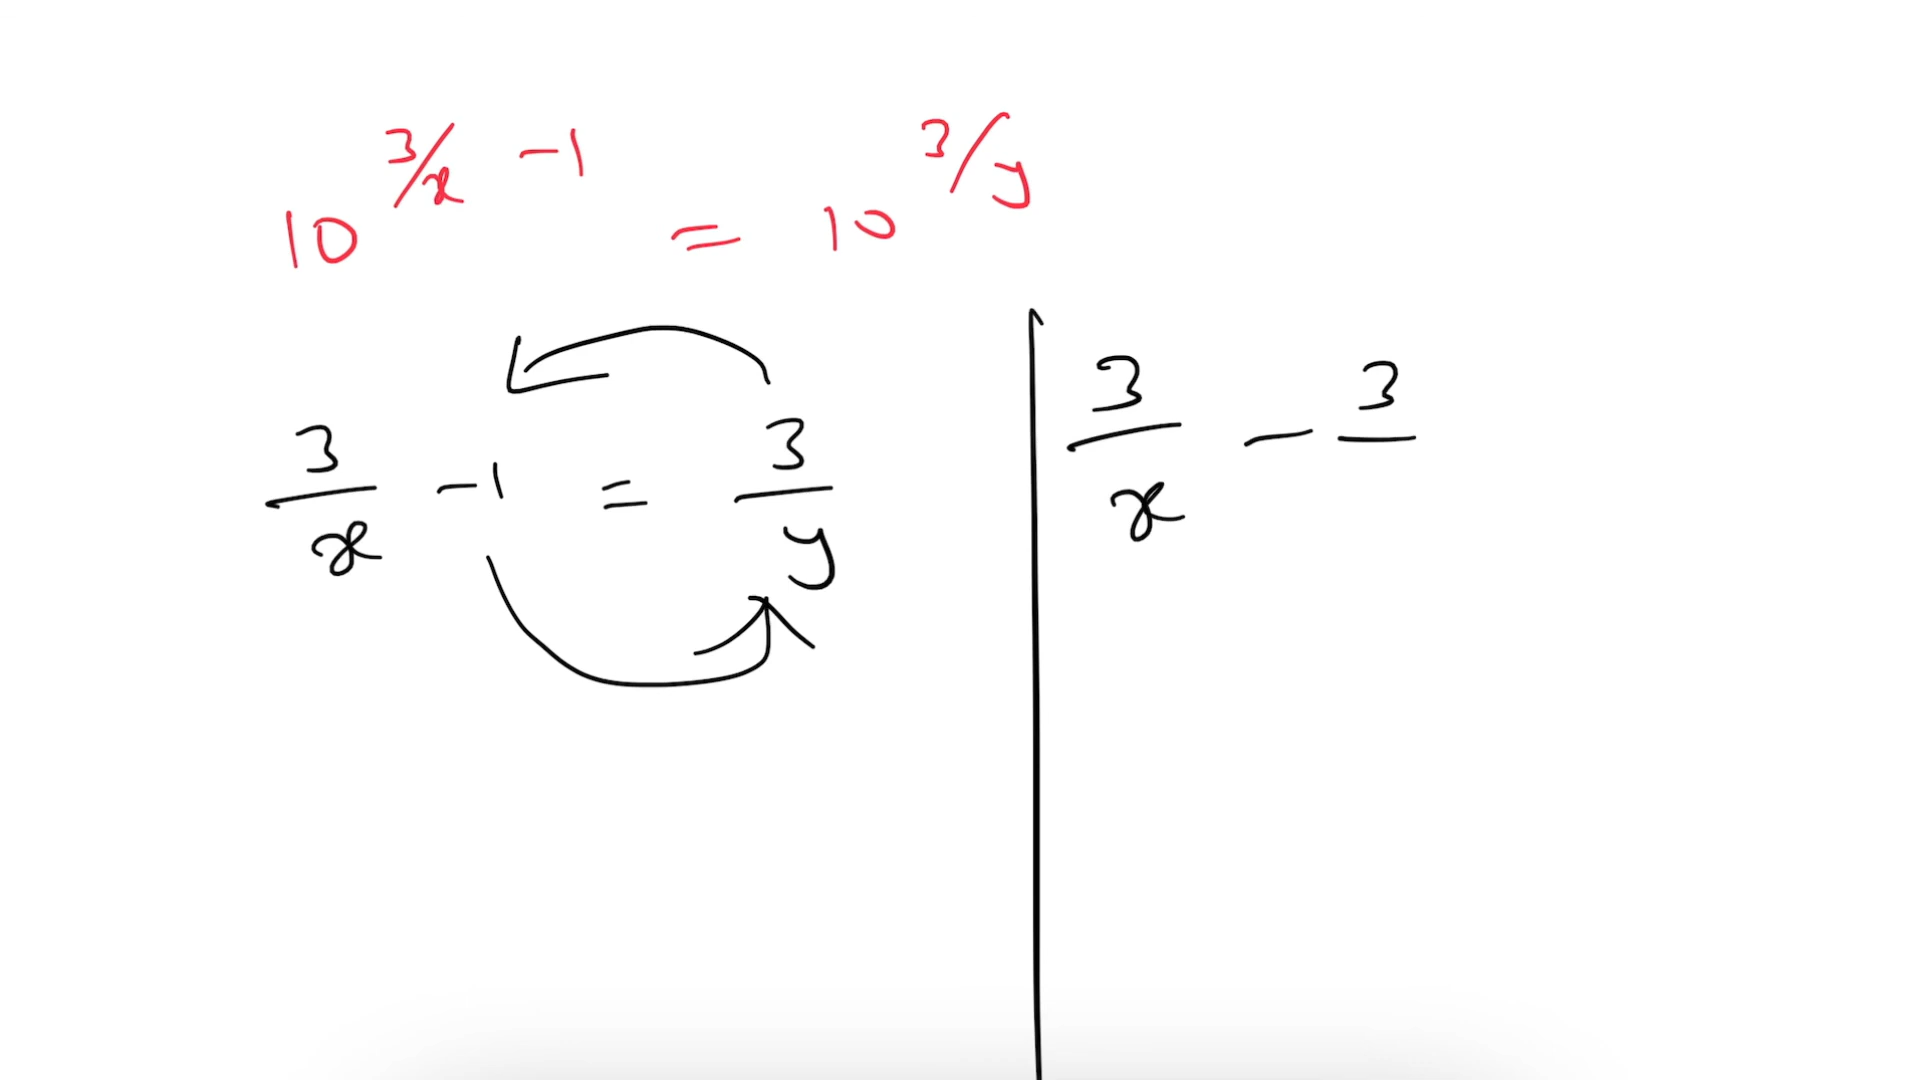 10^{3/x - 1} = 10^{3/y}
3/x - 1 = 3/y
3/x - 3